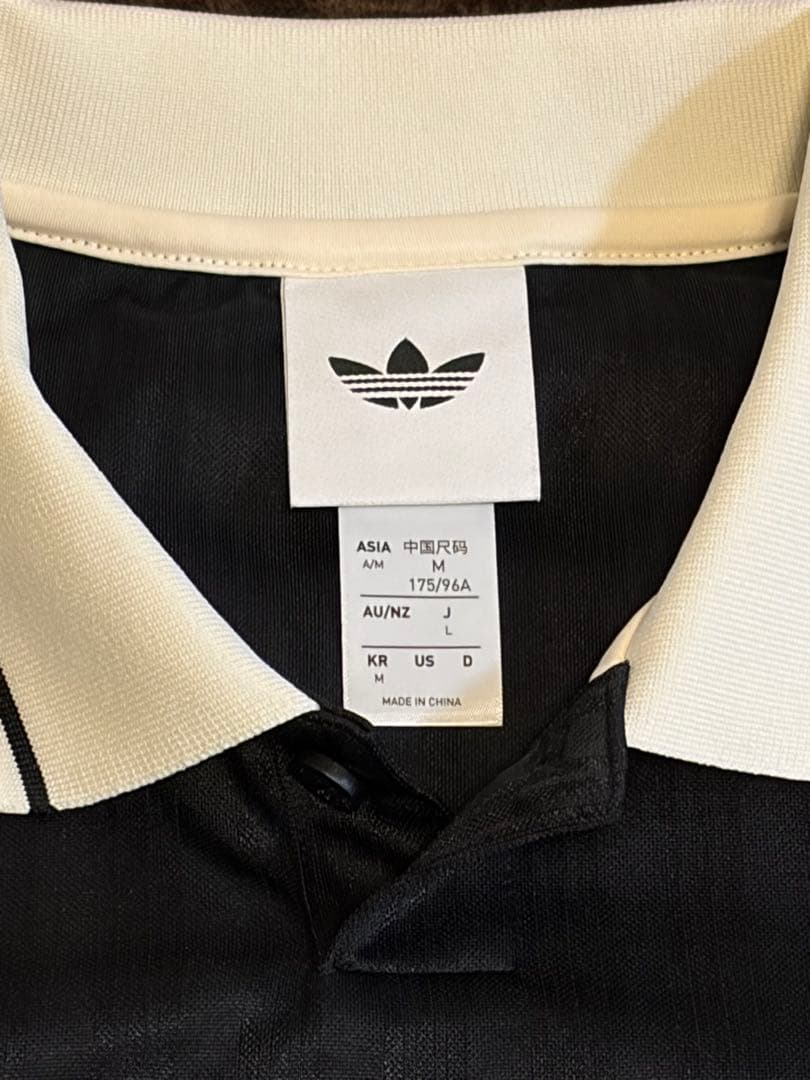 ASIA 中国尺码
A/M M
175/96A
AU/NZ J
L
KR US D
M
MADE IN CHINA